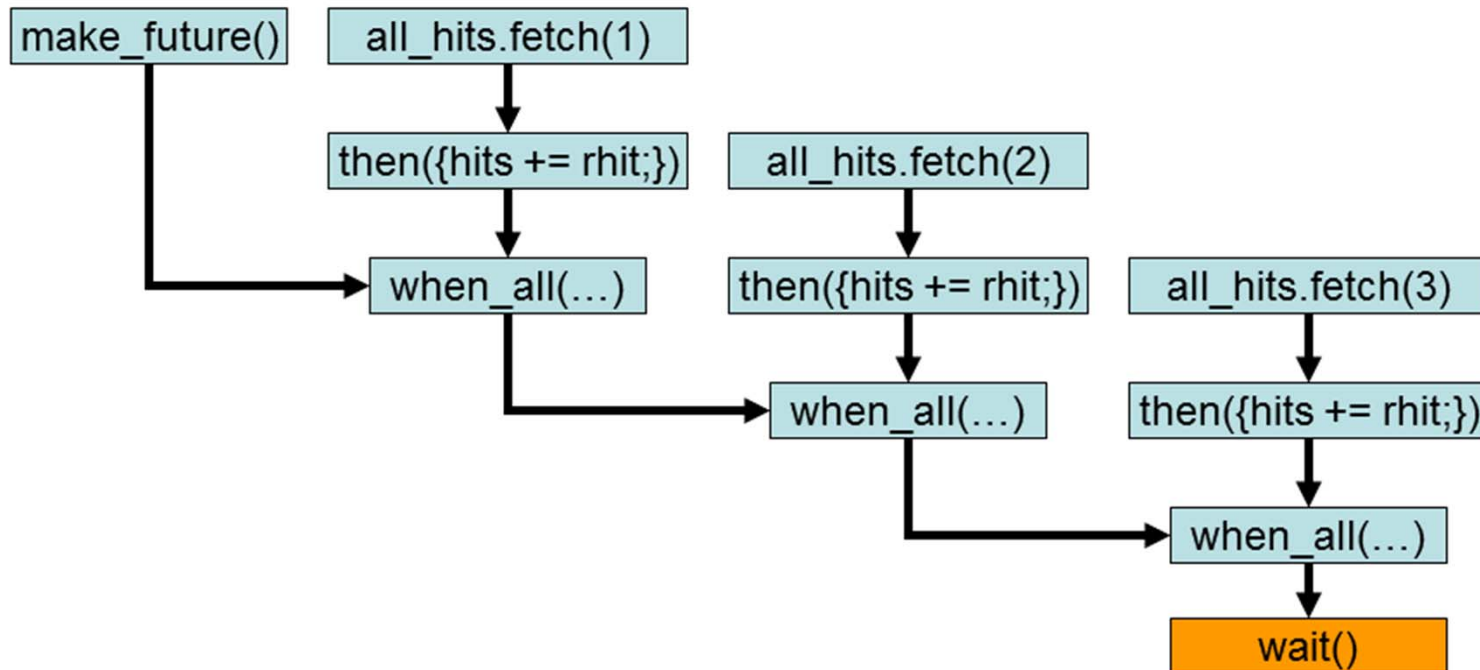 make_future()
all_hits.fetch(1)
then({hits += rhit;})
all_hits.fetch(2)
when_all(…)
then({hits += rhit;})
all_hits.fetch(3)
when_all(…)
then({hits += rhit;})
when_all(…)
wait()